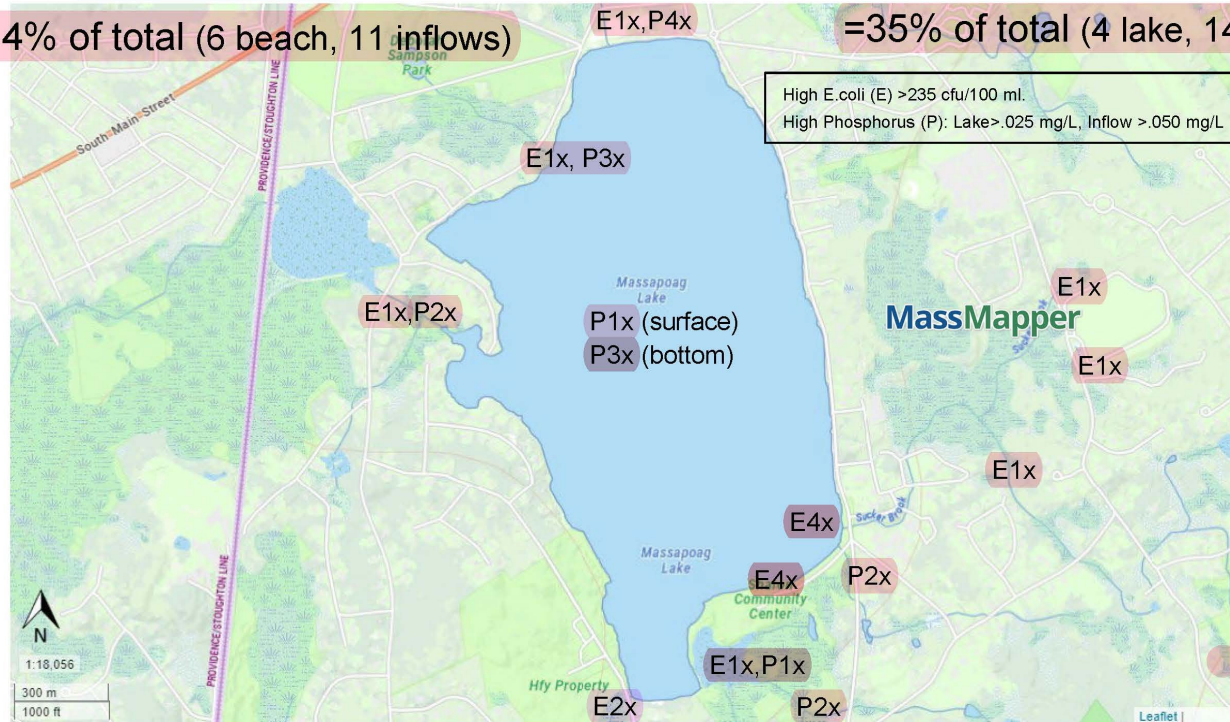 4% of total (6 beach, 11 inflows)
E1x,P4x
=35% of total (4 lake, 14
Sampson
Park
South Main Street
PROVIDENCE/STOUGHTON LINE
High E.coli (E) >235 cfu/100 ml.
High Phosphorus (P): Lake>.025 mg/L, Inflow >.050 mg/L
E1x, P3x
Massapoag
Lake
E1x,P2x
P1x (surface)
P3x (bottom)
MassMapper
E1x
E1x
E1x
E4x
Sucker Brook
Massapoag
Lake
E4x
P2x
Community
Center
N
1:18,056
PROVIDENCE/STOUGHTON LINE
E1x,P1x
Hfy Property
300 m
1000 ft
E2x
P2x
Leaflet |